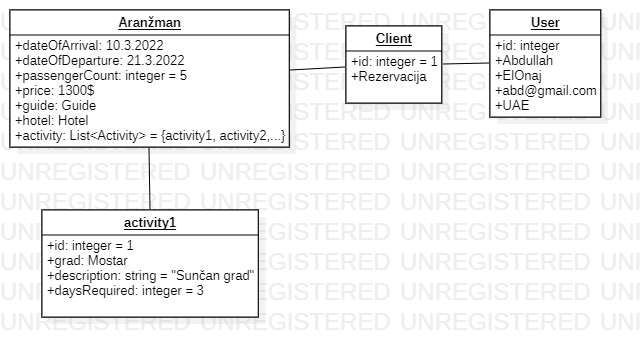 Aranžman
+dateOfArrival: 10.3.2022
+dateOfDeparture: 21.3.2022
+passengerCount: integer = 5
+price: 1300$
+guide: Guide
+hotel: Hotel
+activity: List<Activity> = {activity1, activity2,...}
Client
+id: integer = 1
+Rezervacija
User
+id: integer
+Abdullah
+ElOnaj
+abd@gmail.com
+UAE
activity1
+id: integer = 1
+grad: Mostar
+description: string = "Sunčan grad"
+daysRequired: integer = 3
UNREGISTERED UNREGISTERED UNREGISTERED UNREGISTERED